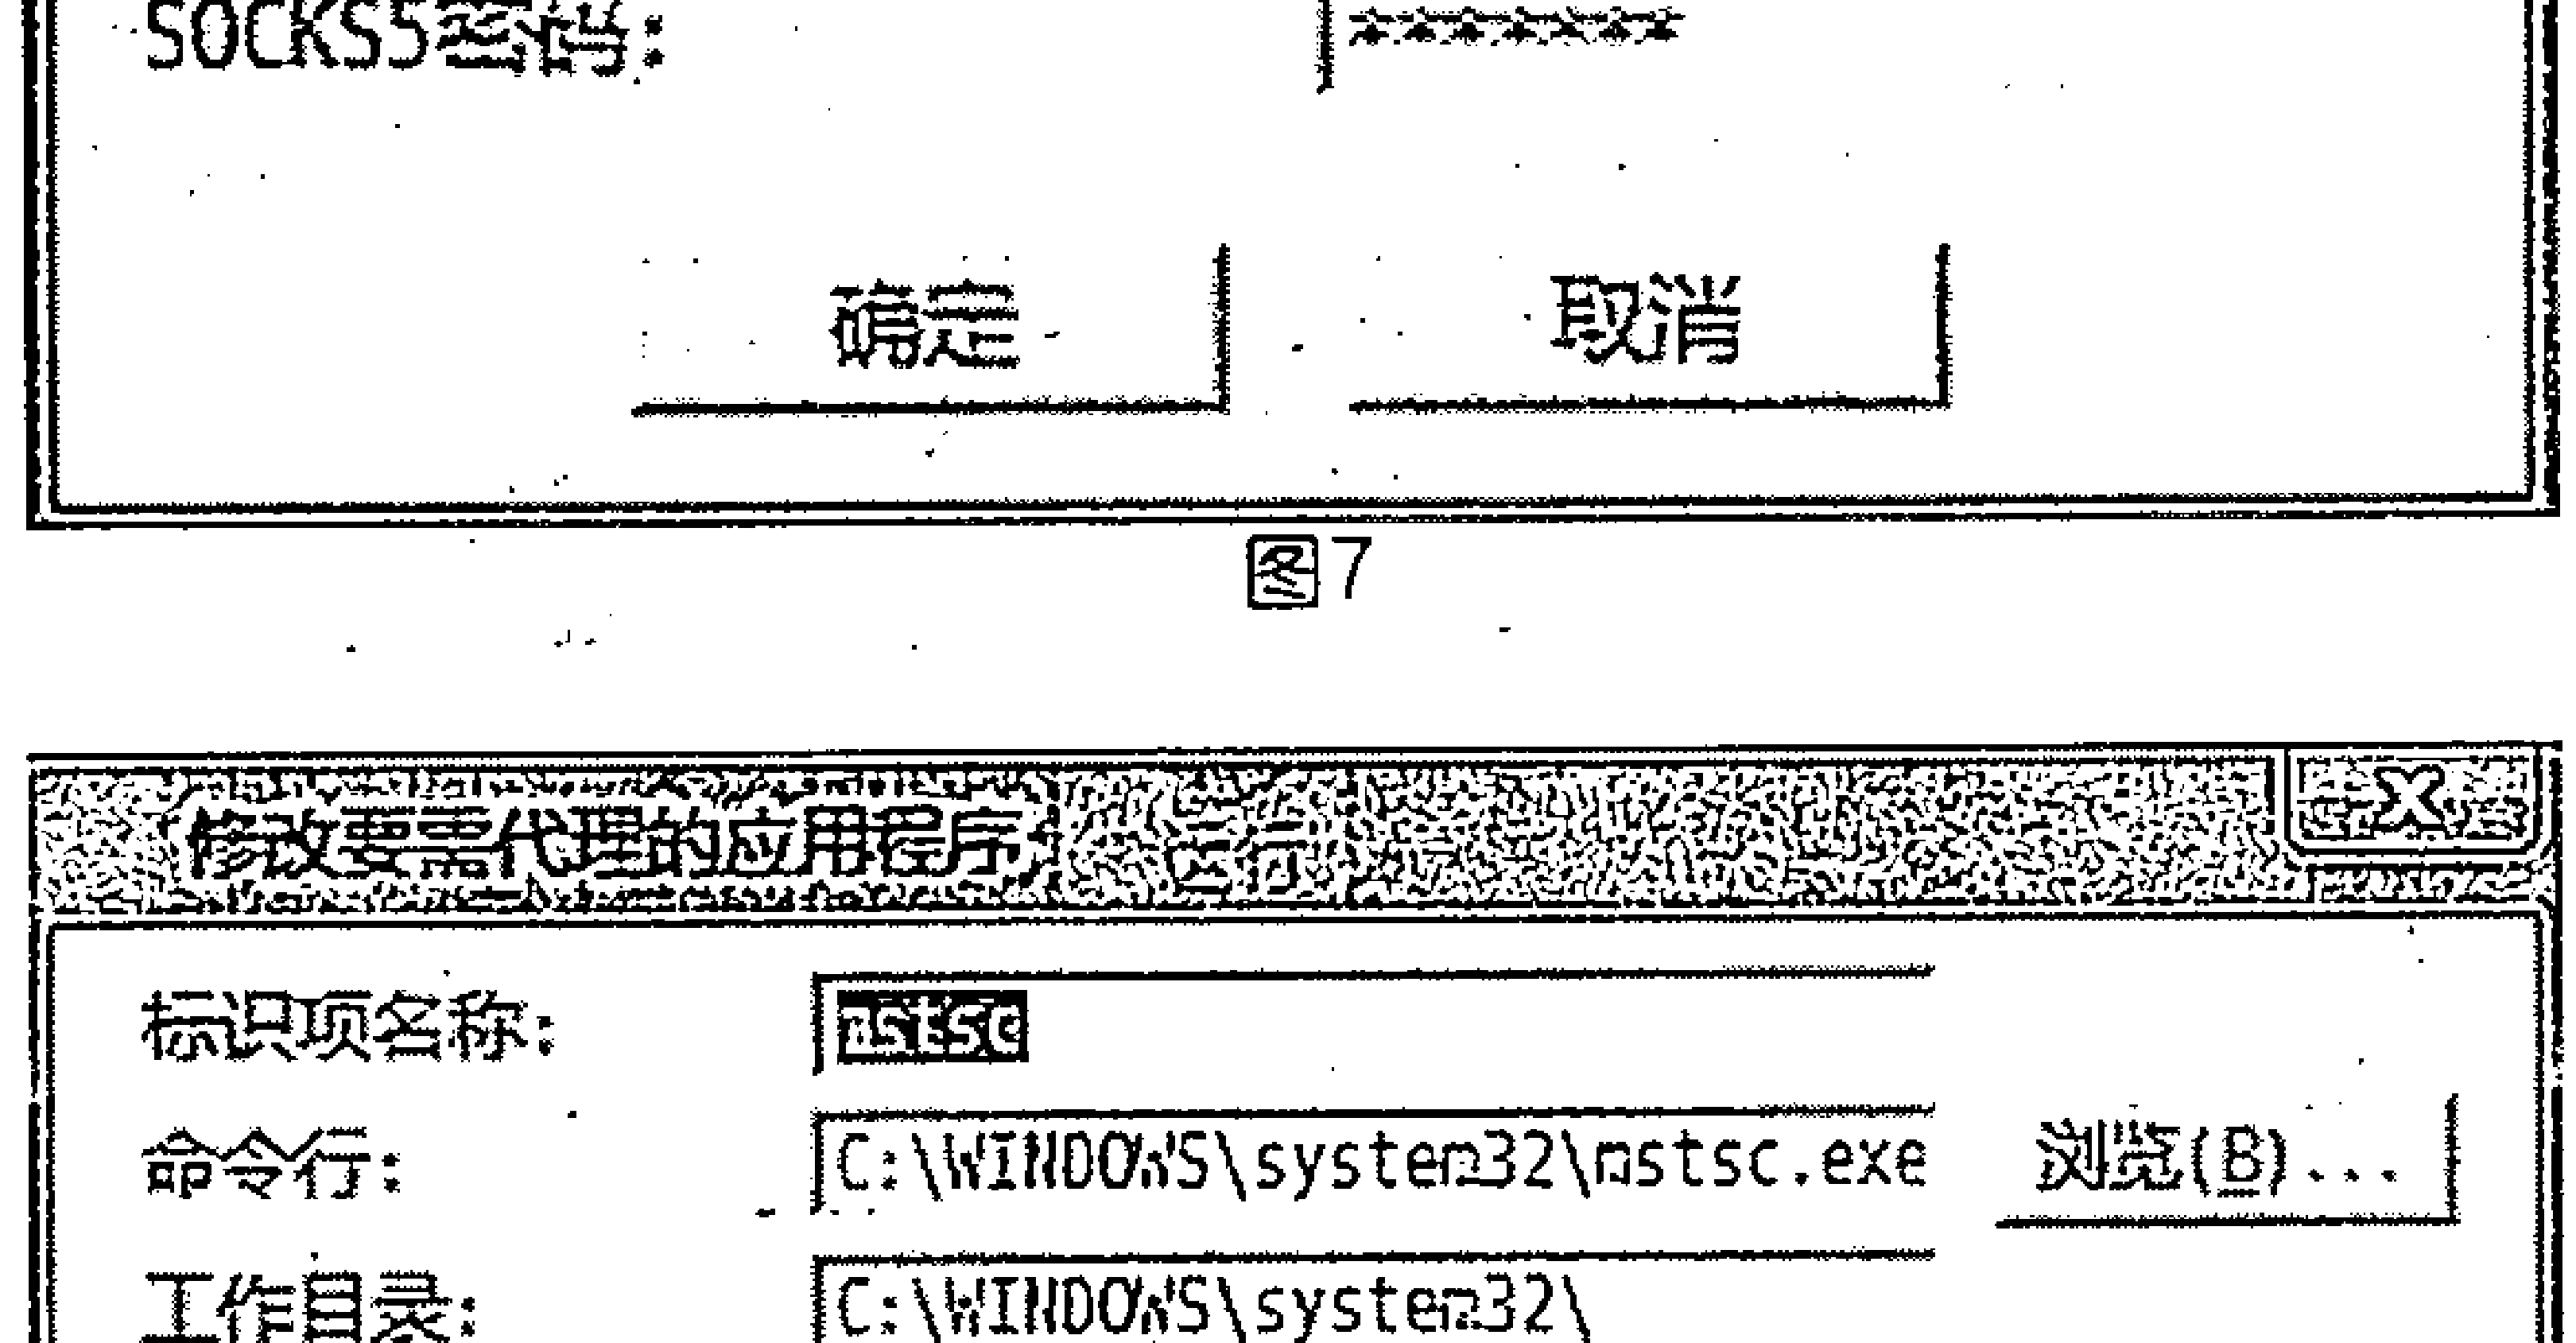 SOCKS5密码: *******
确定 取消
图7
修改要需代理的应用程序 X
标识项名称: mstsc
命令行: C:\WINDOWS\system32\mstsc.exe 浏览(B)...
工作目录: C:\WINDOWS\system32\